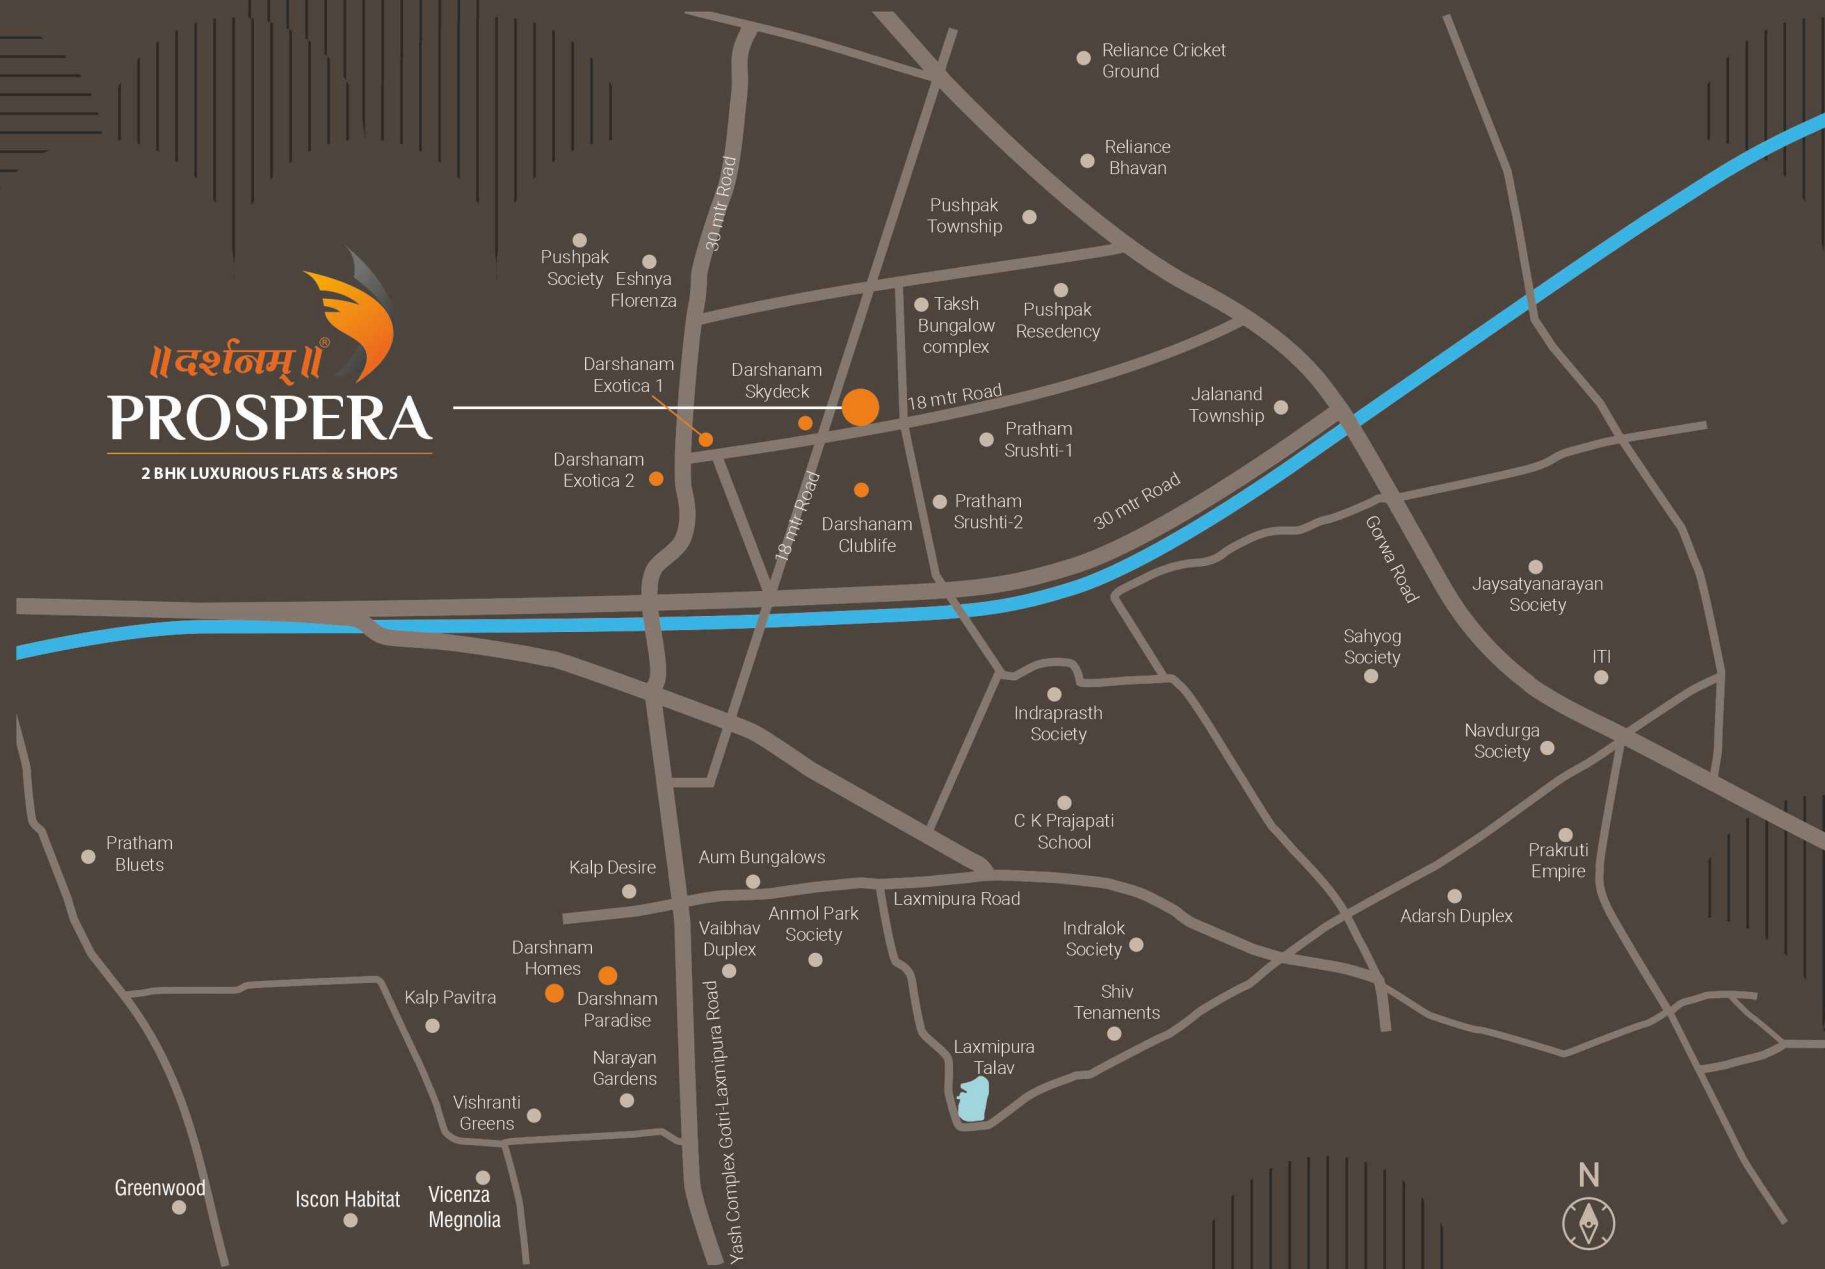 Reliance Cricket
Ground
Reliance
Bhavan
Pushpak
Township
30 mtr Road
Pushpak
Society
Eshnya
Florenza
Taksh
Bungalow
complex
Pushpak
Resedency
॥दर्शनम्॥®
PROSPERA
2 BHK LUXURIOUS FLATS & SHOPS
Darshanam
Exotica 1
Darshanam
Skydeck
18 mtr Road
Jalanand
Township
Pratham
Srushti-1
Darshanam
Exotica 2
18 mtr Road
Darshanam
Clublife
Pratham
Srushti-2
30 mtr Road
Gorwa Road
Jaysatyanarayan
Society
Sahyog
Society
ITI
Indraprasth
Society
Navdurga
Society
C K Prajapati
School
Prakruti
Empire
Pratham
Bluets
Kalp Desire
Aum Bungalows
Laxmipura Road
Adarsh Duplex
Vaibhav
Duplex
Anmol Park
Society
Indralok
Society
Darshnam
Homes
Darshnam
Paradise
Kalp Pavitra
Shiv
Tenaments
Laxmipura
Talav
Narayan
Gardens
Vishranti
Greens
Yash Complex Gotri-Laxmipura Road
Greenwood
Iscon Habitat
Vicenza
Megnolia
N